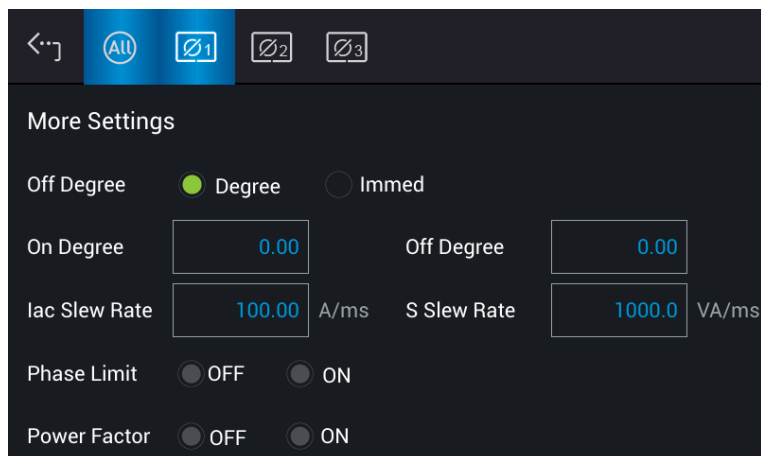 All Ø1 Ø2 Ø3
More Settings
Off Degree Degree Immed
On Degree 0.00 Off Degree 0.00
Iac Slew Rate 100.00 A/ms S Slew Rate 1000.0 VA/ms
Phase Limit OFF ON
Power Factor OFF ON